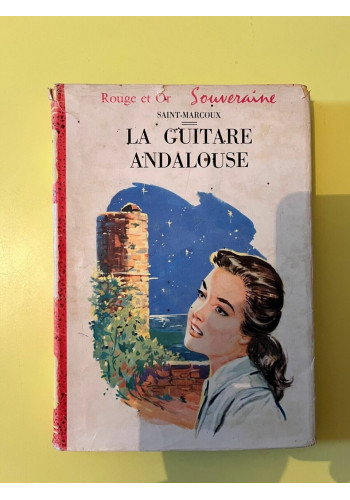 Rouge et Or Souveraine
SAINT-MARCOUX
LA GUITARE
ANDALOUSE